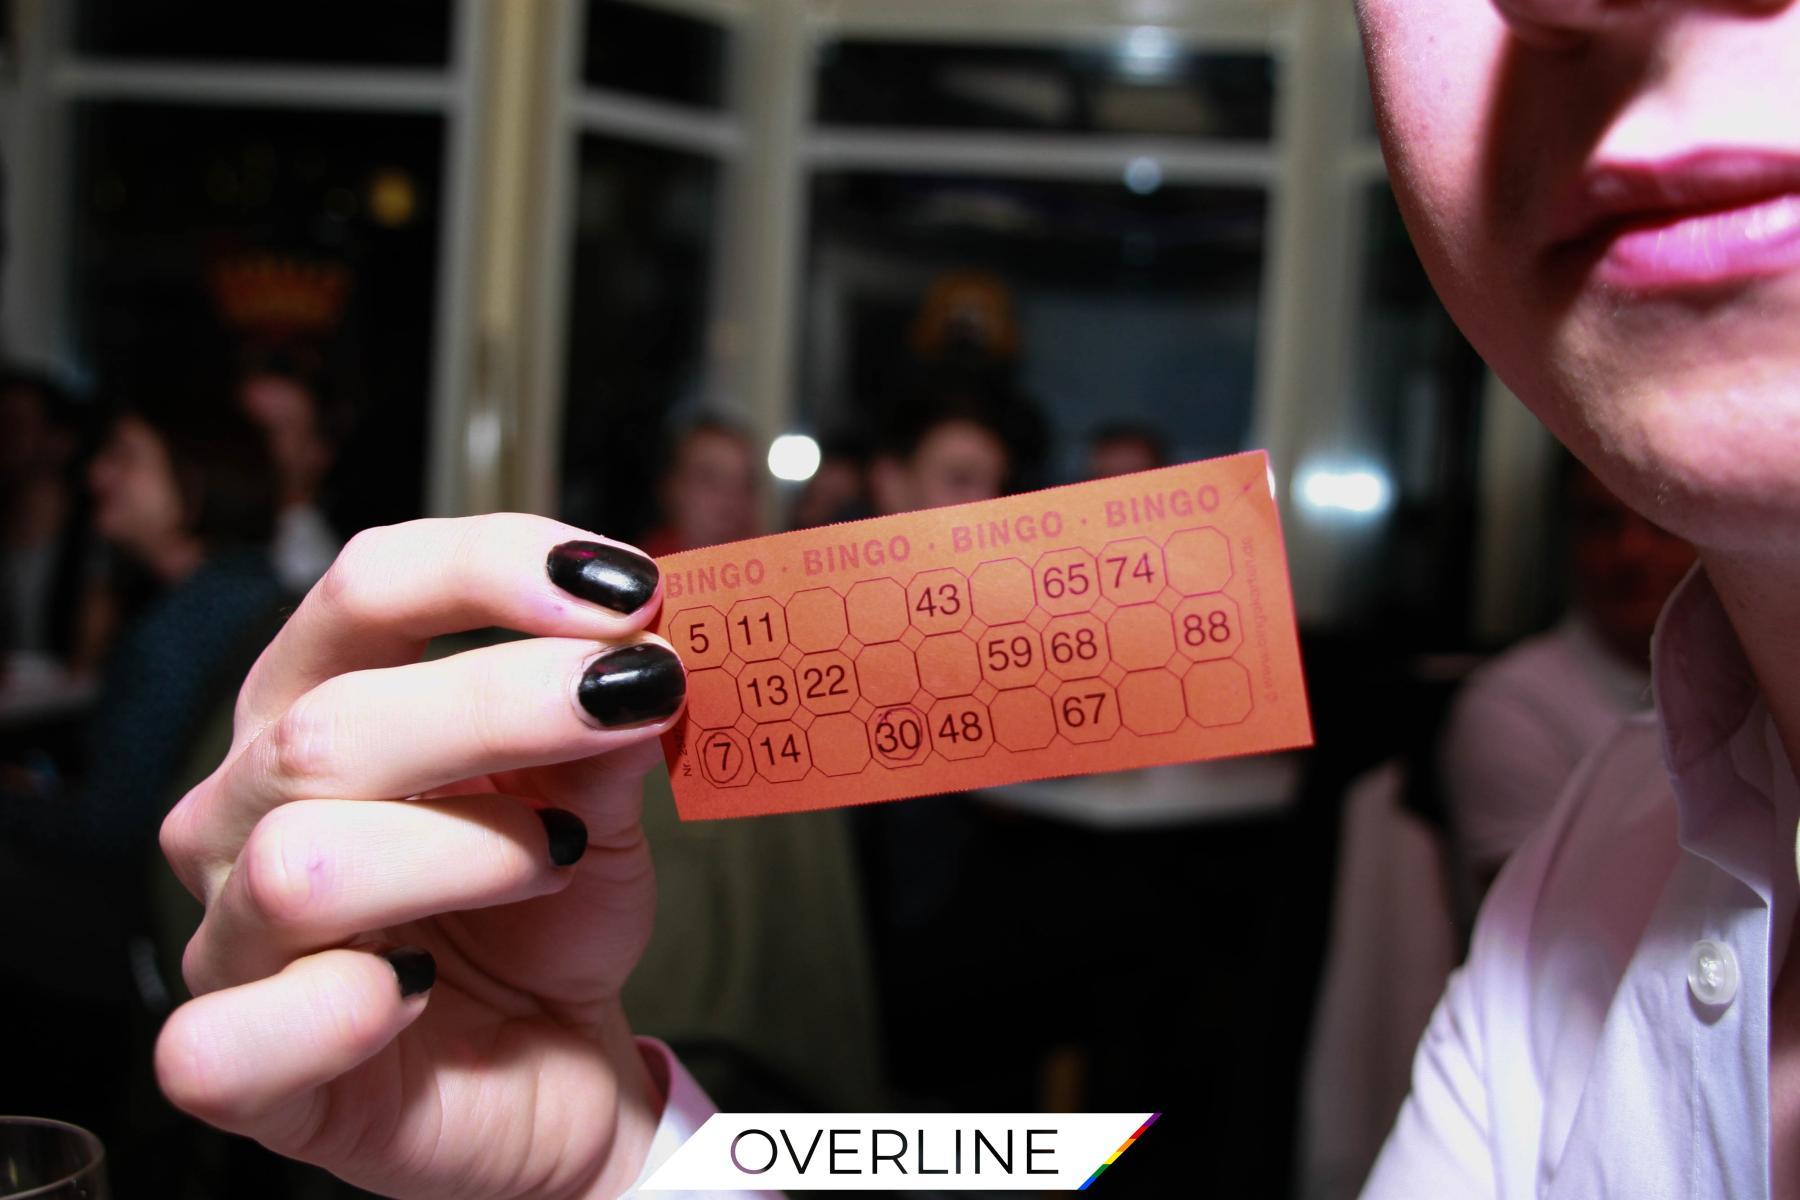 BINGO · BINGO · BINGO · BINGO
5 11 43 65 74
13 22 59 68 88
7 14 30 48 67
Nr.
OVERLINE